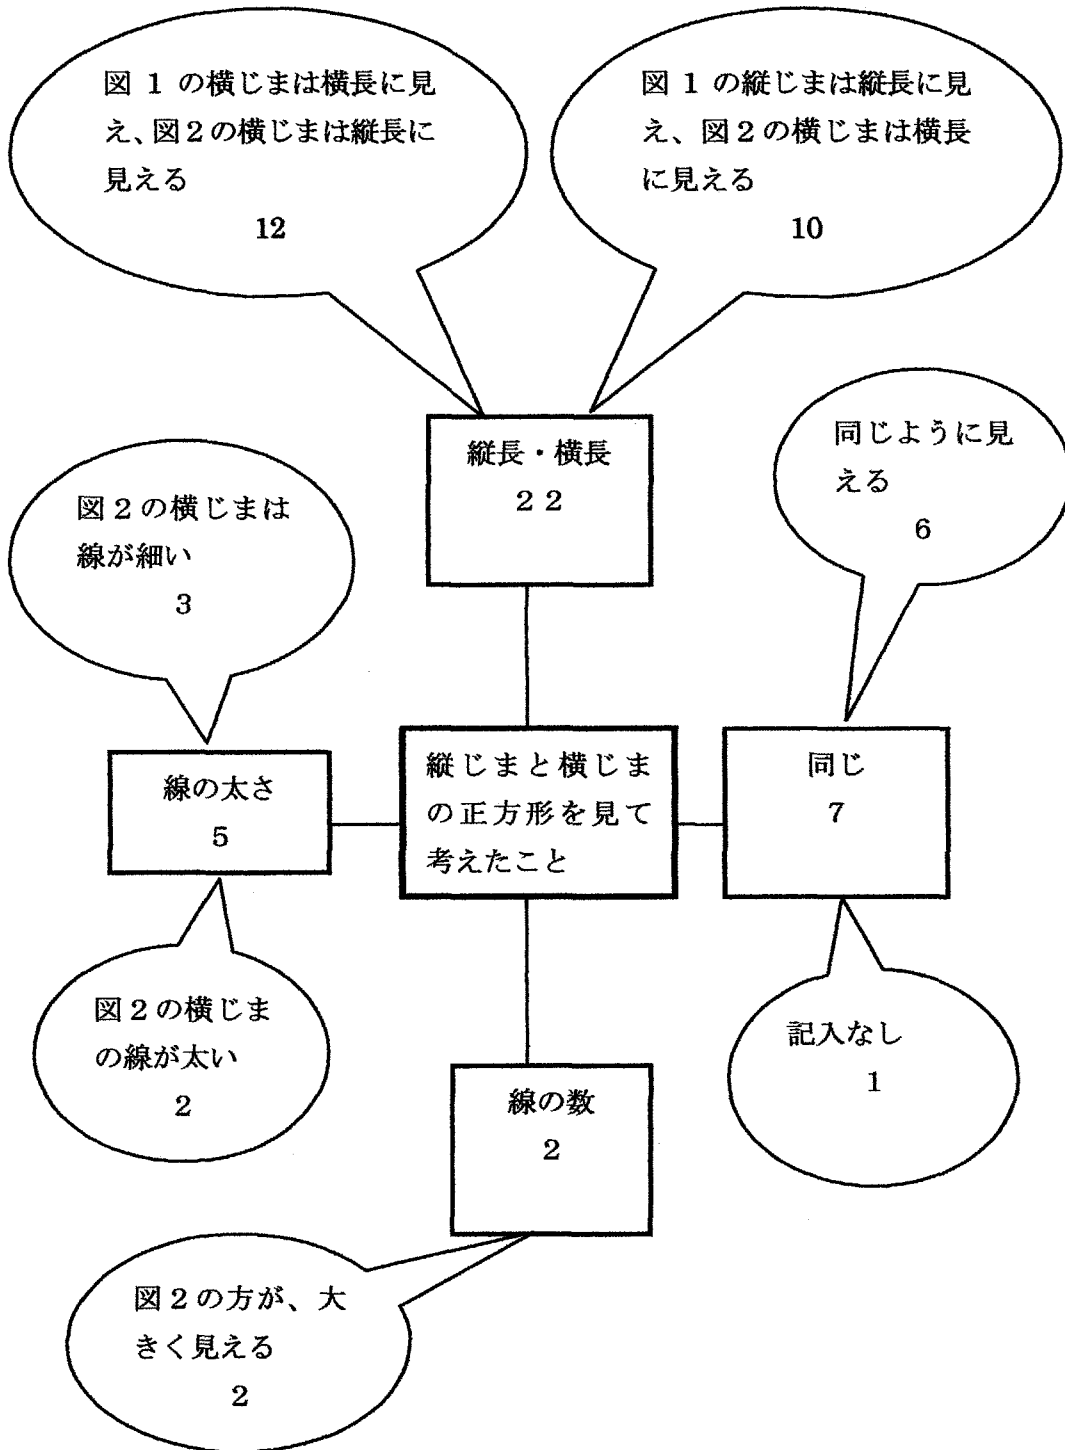 図 1 の横じまは横長に見
え、図２の横じまは縦長に
見える
12
図 1 の縦じまは縦長に見
え、図２の横じまは横長
に見える
10
縦長・横長
２２
同じように見
える
6
図２の横じまは
線が細い
3
線の太さ
5
縦じまと横じま
の正方形を見て
考えたこと
同じ
7
図２の横じま
の線が太い
2
記入なし
1
線の数
2
図２の方が、大
きく見える
2